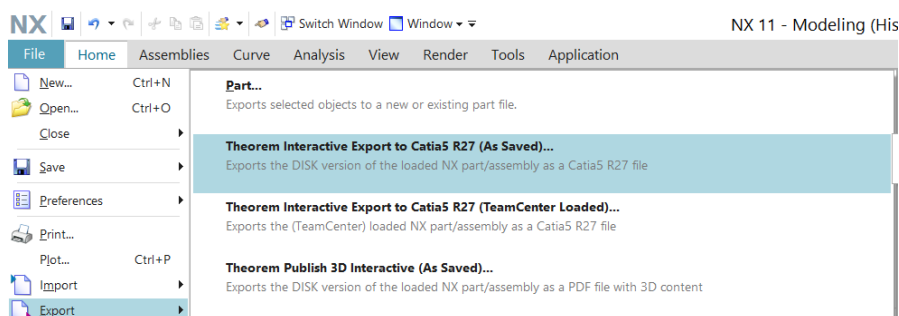 NX Switch Window Window NX 11 - Modeling (His
File Home Assemblies Curve Analysis View Render Tools Application
New... Ctrl+N
Open... Ctrl+O
Close
Save
Preferences
Print...
Plot... Ctrl+P
Import
Export
Part...
Exports selected objects to a new or existing part file.
Theorem Interactive Export to Catia5 R27 (As Saved)...
Exports the DISK version of the loaded NX part/assembly as a Catia5 R27 file
Theorem Interactive Export to Catia5 R27 (TeamCenter Loaded)...
Exports the (TeamCenter) loaded NX part/assembly as a Catia5 R27 file
Theorem Publish 3D Interactive (As Saved)...
Exports the DISK version of the loaded NX part/assembly as a PDF file with 3D content